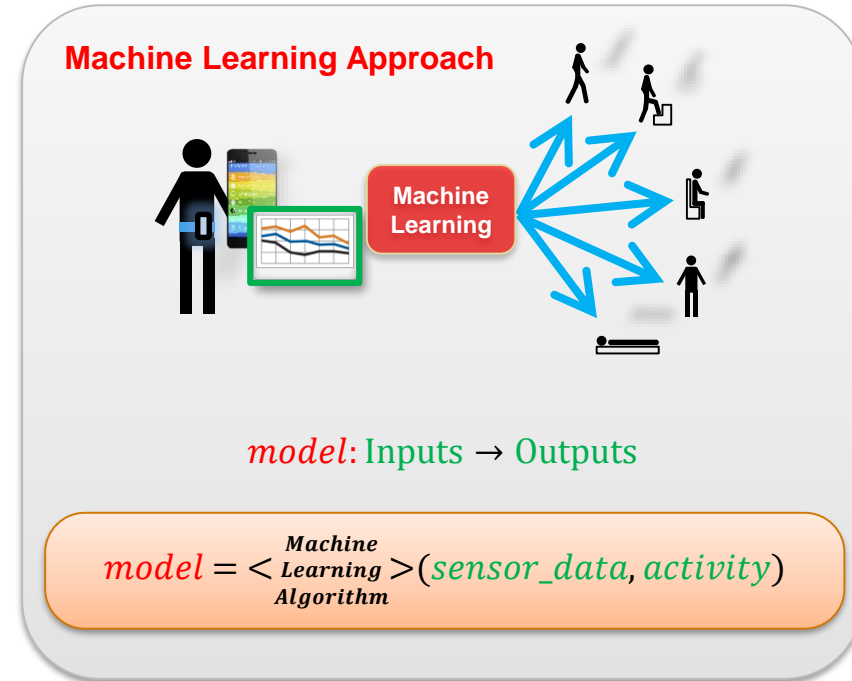 Machine Learning Approach
Machine
Learning
model: Inputs → Outputs
model = < Machine Learning Algorithm >(sensor_data, activity)